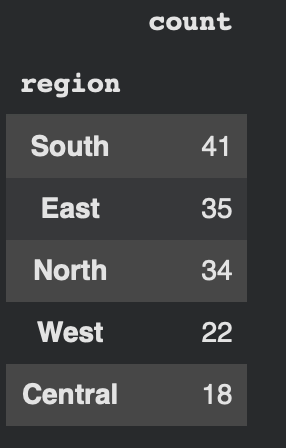 count
region
South 41
East 35
North 34
West 22
Central 18